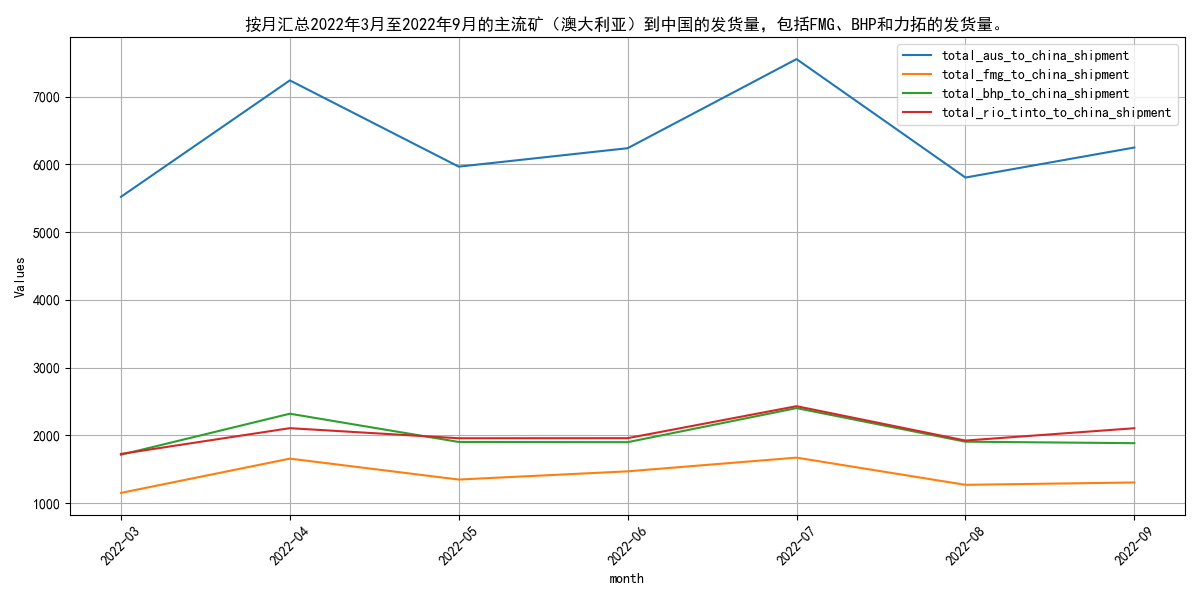 按月汇总2022年3月至2022年9月的主流矿（澳大利亚）到中国的发货量，包括FMG、BHP和力拓的发货量。
total_aus_to_china_shipment
total_fmg_to_china_shipment
total_bhp_to_china_shipment
total_rio_tinto_to_china_shipment
Values
7000
6000
5000
4000
3000
2000
1000
2022-03
2022-04
2022-05
2022-06
2022-07
2022-08
2022-09
month